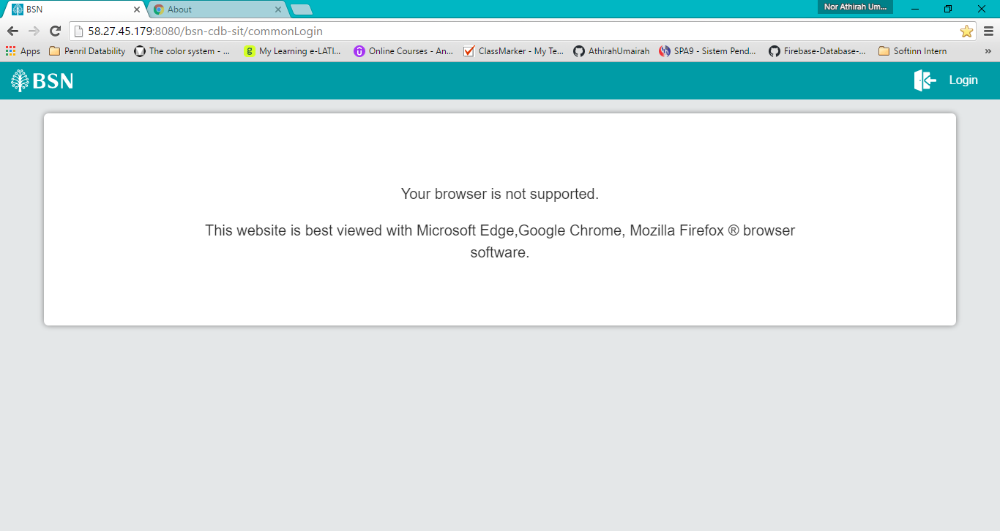 BSN
About
Nor Athirah Um...
58.27.45.179:8080/bsn-cdb-sit/commonLogin
Apps
Penril Datability
The color system - ...
g
My Learning e-LATI...
Online Courses - An...
ClassMarker - My Te...
AthirahUmairah
SPA9 - Sistem Pend...
Firebase-Database-...
Softinn Intern
»
BSN
Login
Your browser is not supported.
This website is best viewed with Microsoft Edge,Google Chrome, Mozilla Firefox ® browser
software.